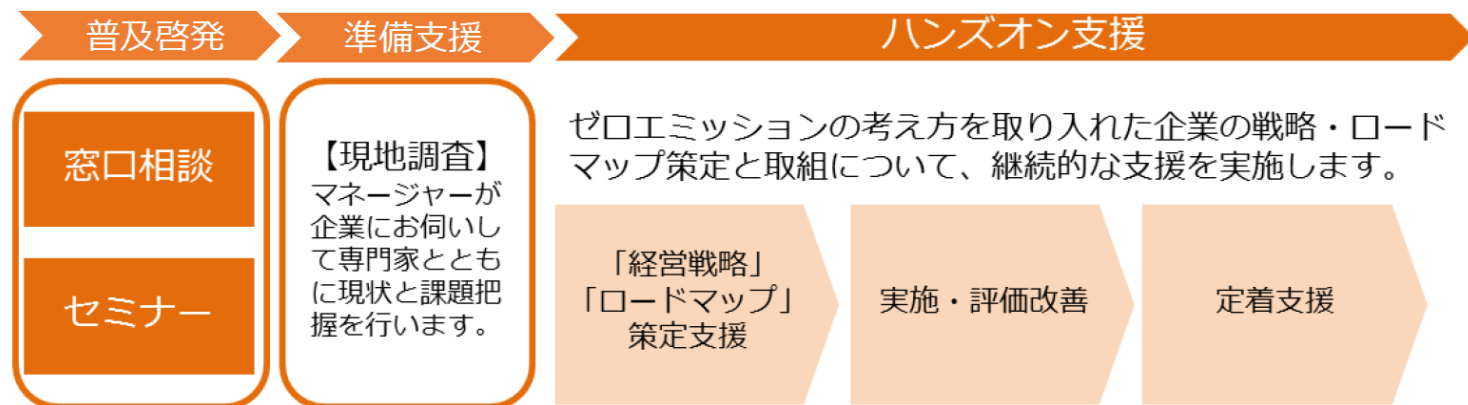 普及啓発
準備支援
ハンズオン支援
窓口相談
セミナー
【現地調査】
マネージャーが
企業にお伺いし
て専門家ととも
に現状と課題把
握を行います。
ゼロエミッションの考え方を取り入れた企業の戦略・ロード
マップ策定と取組について、継続的な支援を実施します。
「経営戦略」
「ロードマップ」
策定支援
実施・評価改善
定着支援